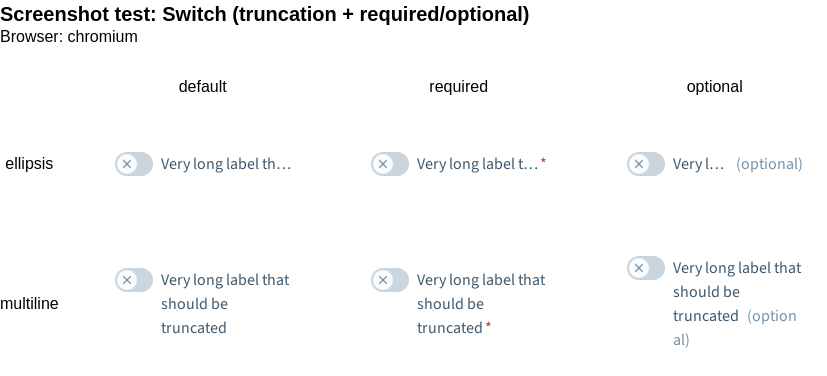 Screenshot test: Switch (truncation + required/optional)
Browser: chromium
default required optional
ellipsis Very long label th… Very long label t…* Very l… (optional)
multiline
Very long label that
should be
truncated
Very long label that
should be
truncated*
Very long label that
should be
truncated (option
al)